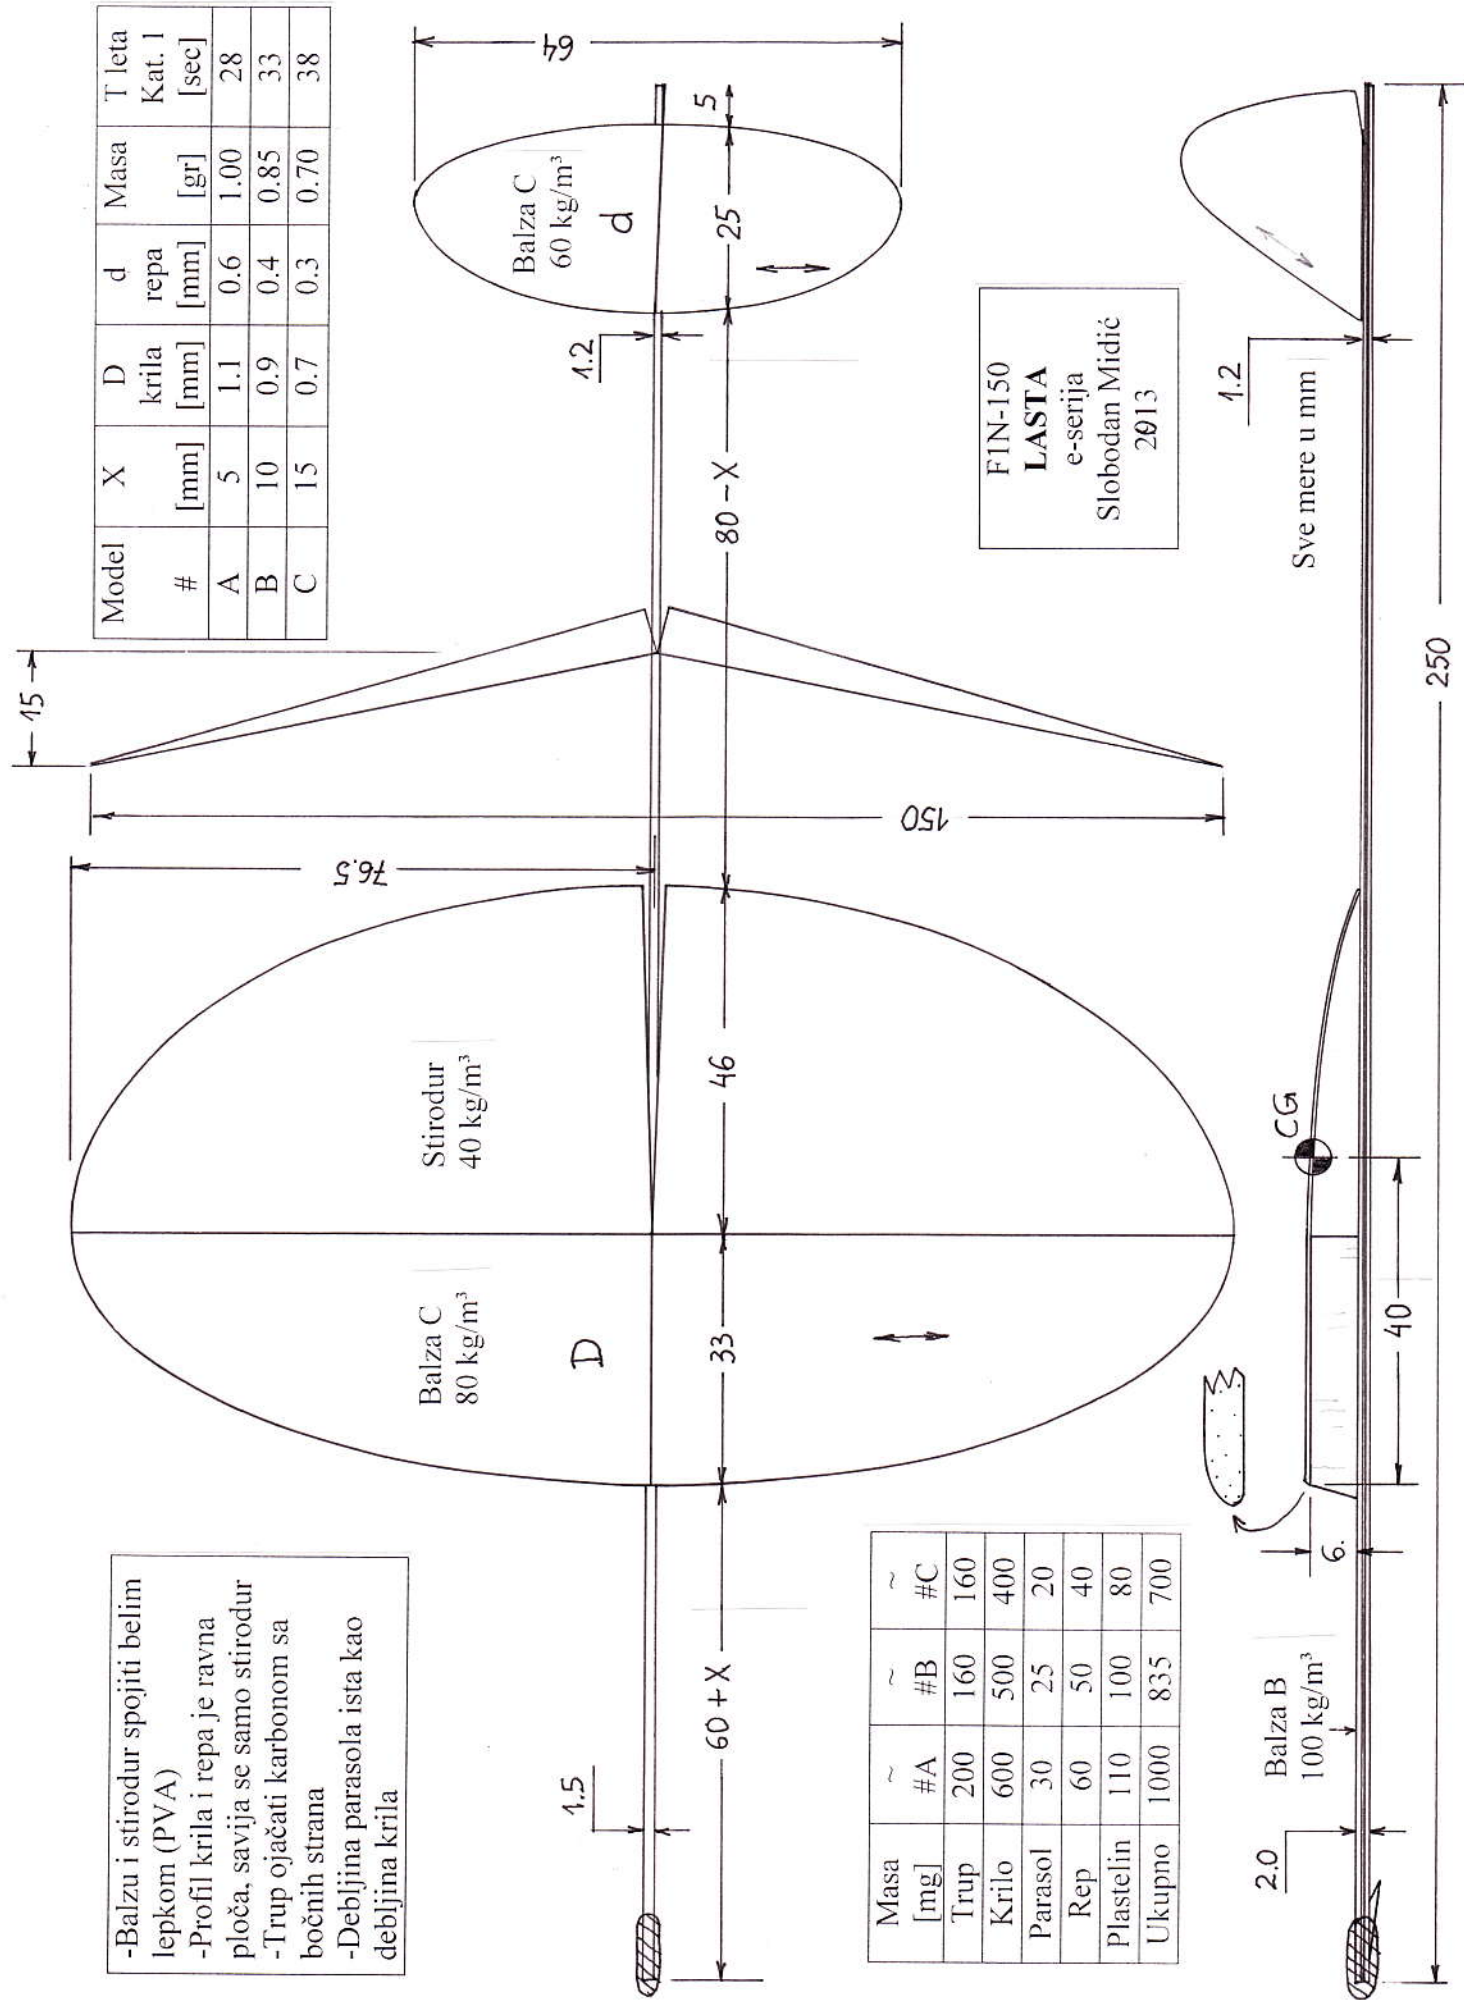 -Balzu i stirodur spojiti belim
lepkom (PVA)
-Profil krila i repa je ravna
ploča, savija se samo stirodur
-Trup ojačati karbonom sa
bočnih strana
-Debljina parasola ista kao
debljina krila
Model X D d Masa T leta
krila repa Kat. 1
# [mm] [mm] [mm] [gr] [sec]
A 5 1.1 0.6 1.00 28
B 10 0.9 0.4 0.85 33
C 15 0.7 0.3 0.70 38
15
64
76.5
150
Balza C
80 kg/m³
D
Stirodur
40 kg/m³
Balza C
60 kg/m³
d
1.5
1.2
60+X
33
46
80-X
25
5
Masa ~ ~ ~
[mg] #A #B #C
Trup 200 160 160
Krilo 600 500 400
Parasol 30 25 20
Rep 60 50 40
Plastelin 110 100 80
Ukupno 1000 835 700
F1N-150
LASTA
e-serija
Slobodan Midić
2013
1.2
Sve mere u mm
2.0
Balza B
100 kg/m³
6.
CG
40
250